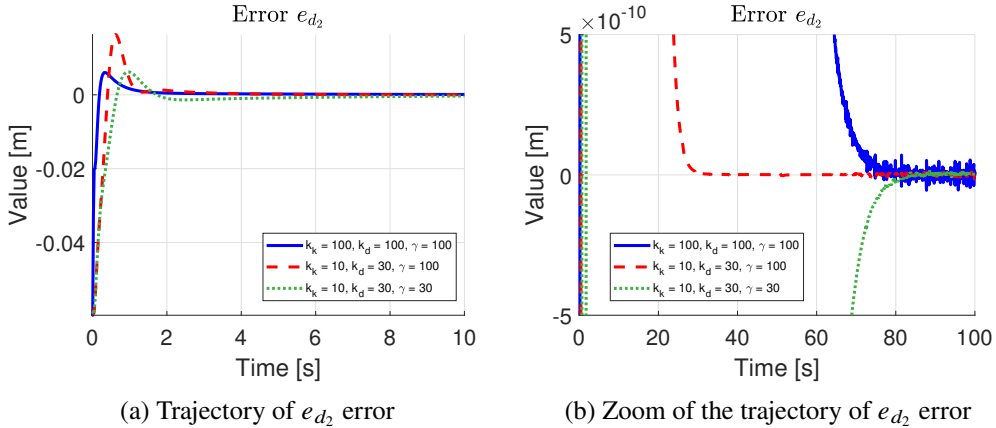 Error e_{d_2}
Value [m]
0
-0.02
-0.04
k_k = 100, k_d = 100, γ = 100
k_k = 10, k_d = 30, γ = 100
k_k = 10, k_d = 30, γ = 30
0 2 4 6 8 10
Time [s]
(a) Trajectory of e_{d_2} error
Error e_{d_2}
×10^{-10}
Value [m]
5
0
-5
k_k = 100, k_d = 100, γ = 100
k_k = 10, k_d = 30, γ = 100
k_k = 10, k_d = 30, γ = 30
0 20 40 60 80 100
Time [s]
(b) Zoom of the trajectory of e_{d_2} error